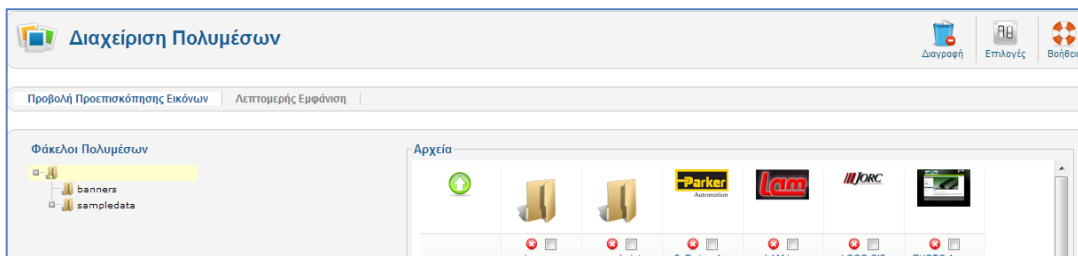 Διαχείριση Πολυμέσων
Διαγραφή
Επιλογές
Προβολή Προεπισκόπησης Εικόνων
Λεπτομερής Εμφάνιση
Φάκελοι Πολυμέσων
banners
sampledata
Αρχεία
Parker
Automation
Lam
JORC